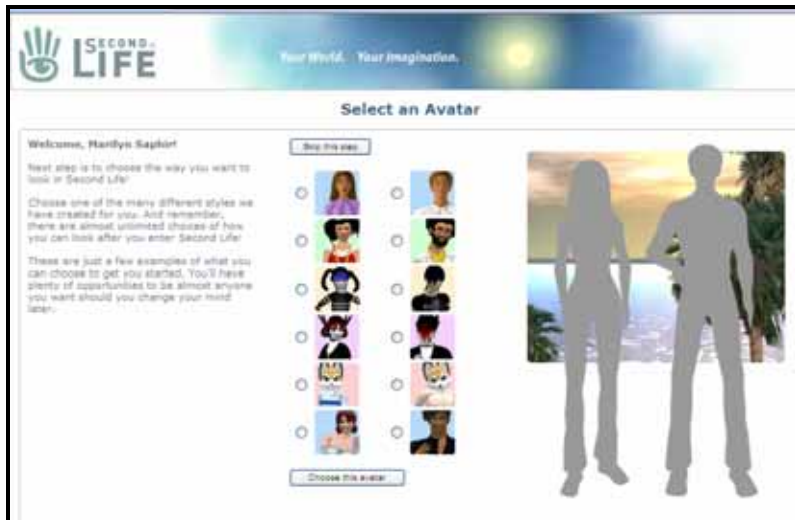 SECOND
LIFE
Your World. Your Imagination.
Select an Avatar
Welcome, Marilyn Saphir!
Next step is to choose the way you want to
look in Second Life!
Choose one of the many different styles we
have created for you. And remember,
there are almost unlimited choices of how
you can look after you enter Second Life!
These are just a few examples of what you
can choose to get you started. You'll have
plenty of opportunities to be almost anyone
you want should you change your mind
later.
Skip this step
Choose this avatar